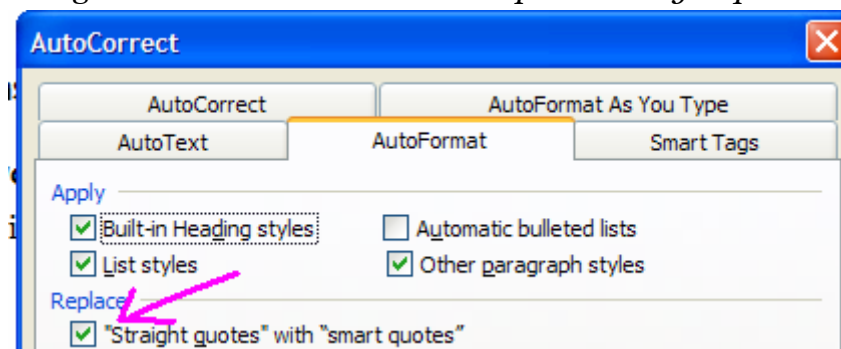 AutoCorrect
AutoCorrect AutoFormat As You Type
AutoText AutoFormat Smart Tags
Apply
Built-in Heading styles Automatic bulleted lists
List styles Other paragraph styles
Replace
"Straight quotes" with “smart quotes”